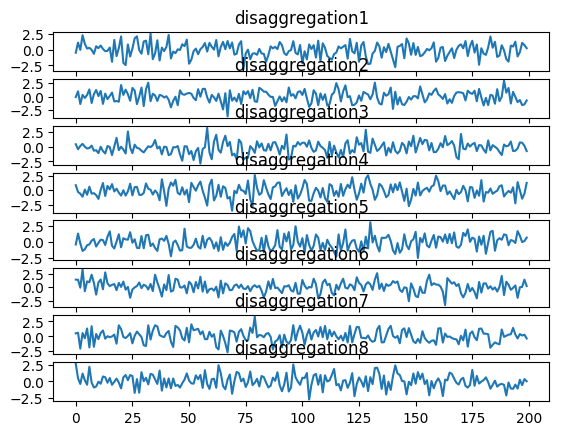 disaggregation1
2.5
0.0
−2.5
disaggregation2
2.5
0.0
−2.5
disaggregation3
2.5
0.0
−2.5
disaggregation4
2.5
0.0
−2.5
disaggregation5
2.5
0.0
−2.5
disaggregation6
2.5
0.0
−2.5
disaggregation7
2.5
0.0
−2.5
disaggregation8
2.5
0.0
−2.5
0 25 50 75 100 125 150 175 200